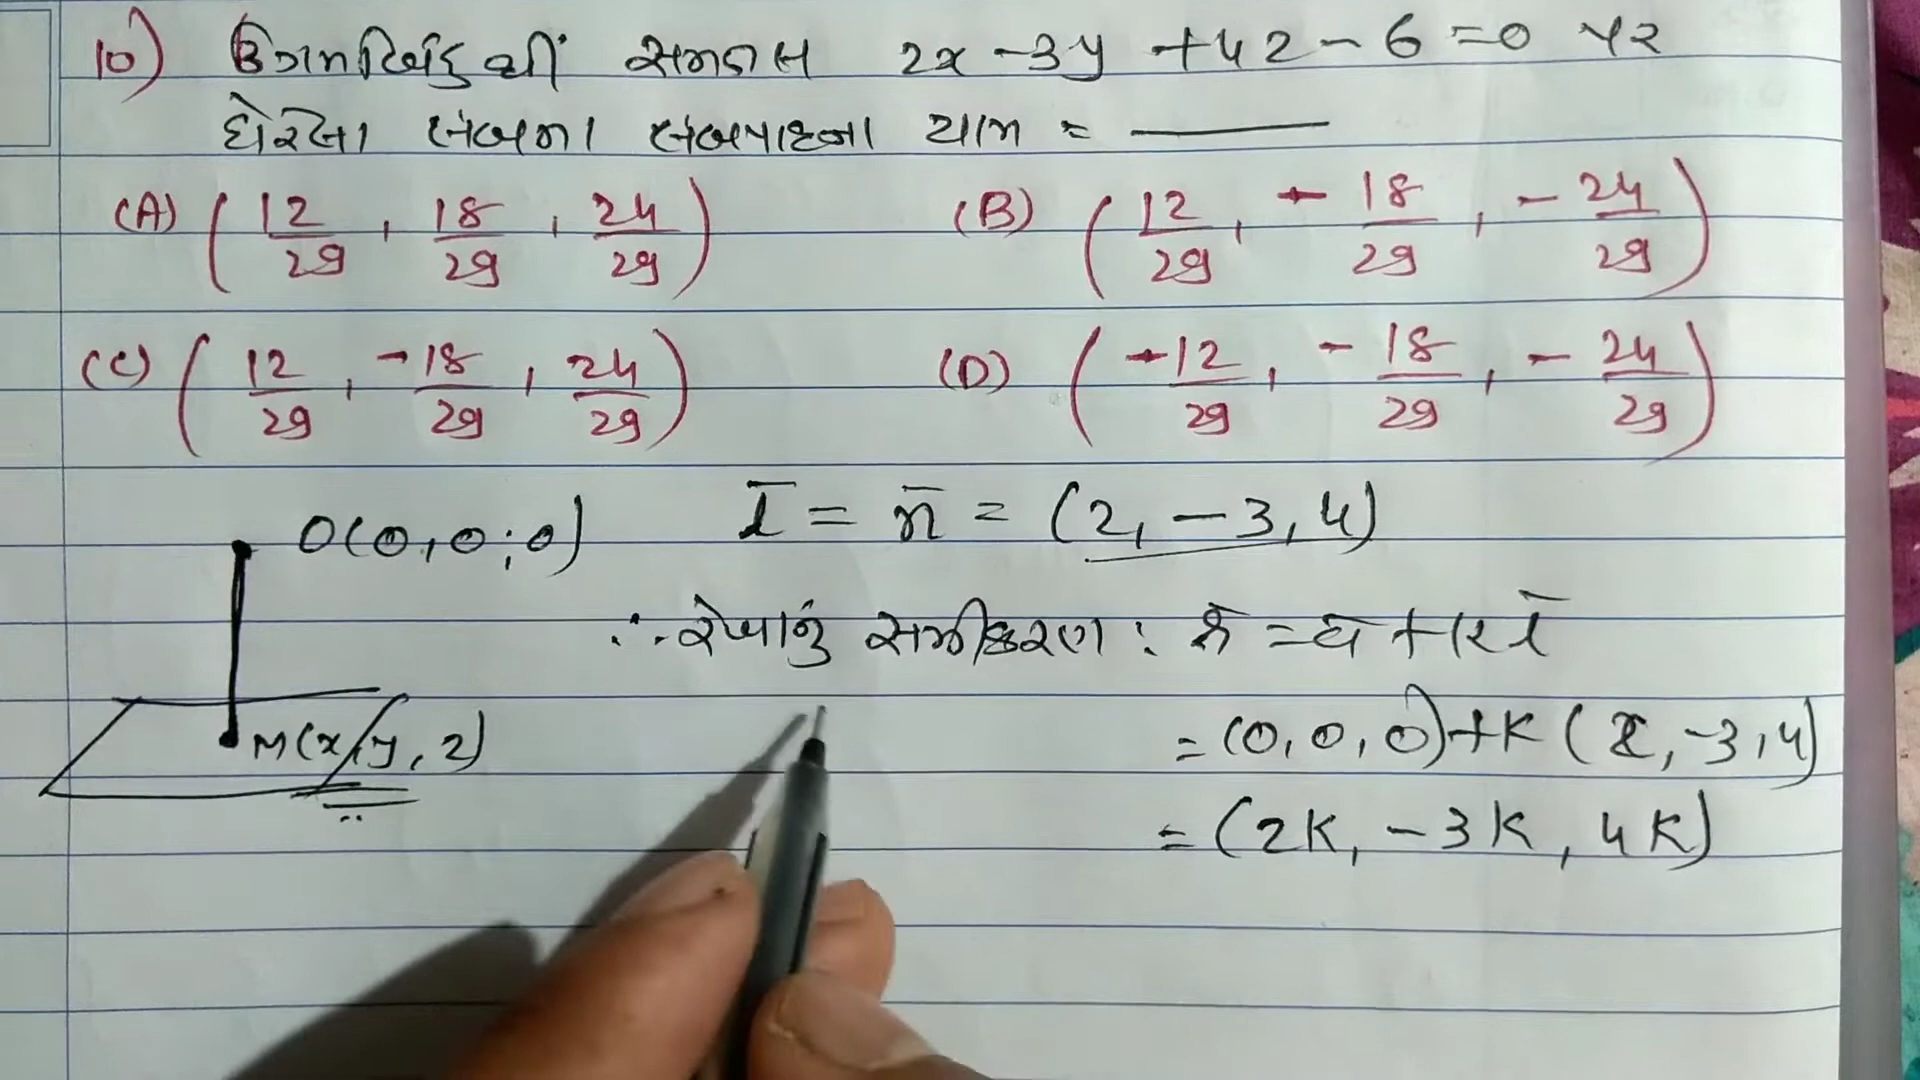 10) ઉગમબિંદુથી સમતલ 2x - 3y + 4z - 6 = 0 પર
દોરેલા લંબના લંબપાદના યામ = ______
(A) (12/29, 18/29, 24/29) (B) (12/29, -18/29, -24/29)
(C) (12/29, -18/29, 24/29) (D) (-12/29, -18/29, -24/29)
O(0,0,0) l̄ = n̄ = (2, -3, 4)
∴ રેખાનું સમીકરણ : r̄ = ā + kl̄
M(x, y, z) = (0, 0, 0) + K (2, -3, 4)
= (2K, -3K, 4K)